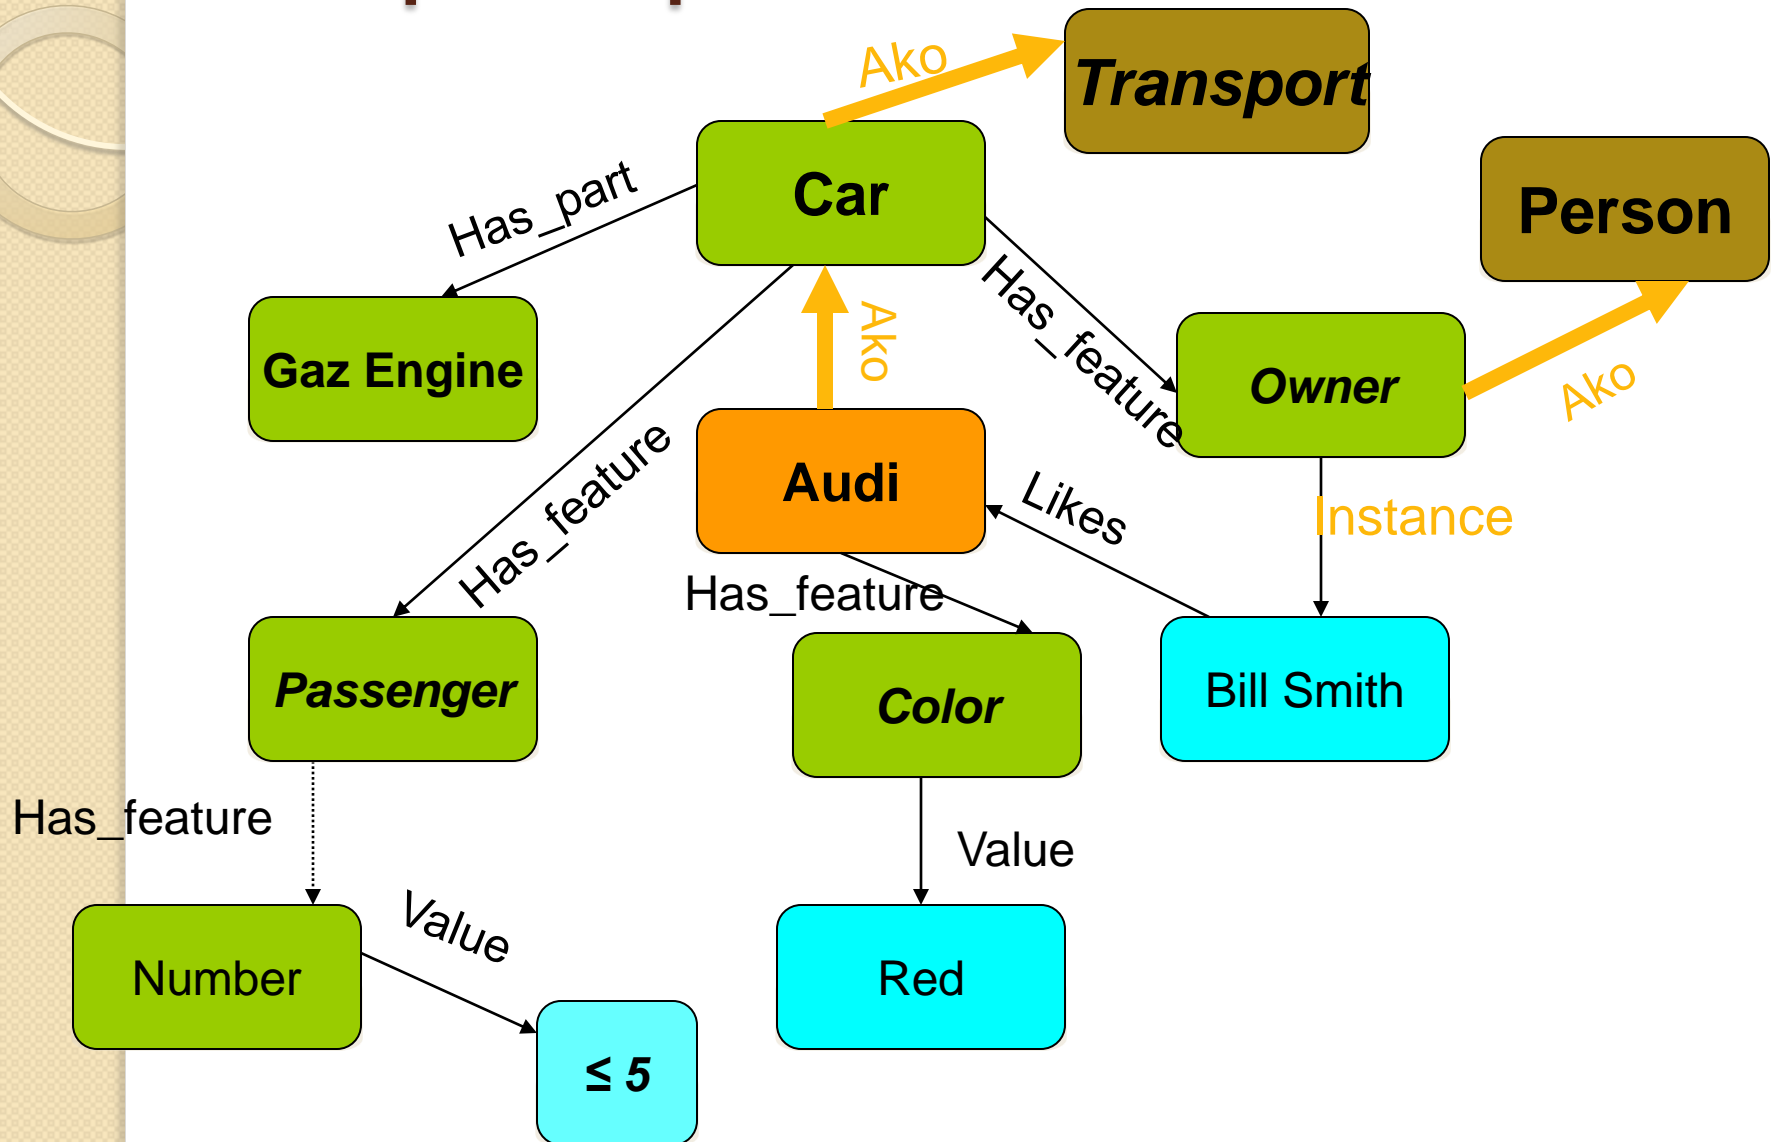 Ako
Transport
Car
Person
Has_part
Has_feature
Ako
Gaz Engine
Owner
Ako
Has_feature
Audi
Likes
Instance
Has_feature
Passenger
Color
Bill Smith
Has_feature
Value
Value
Number
Red
≤ 5